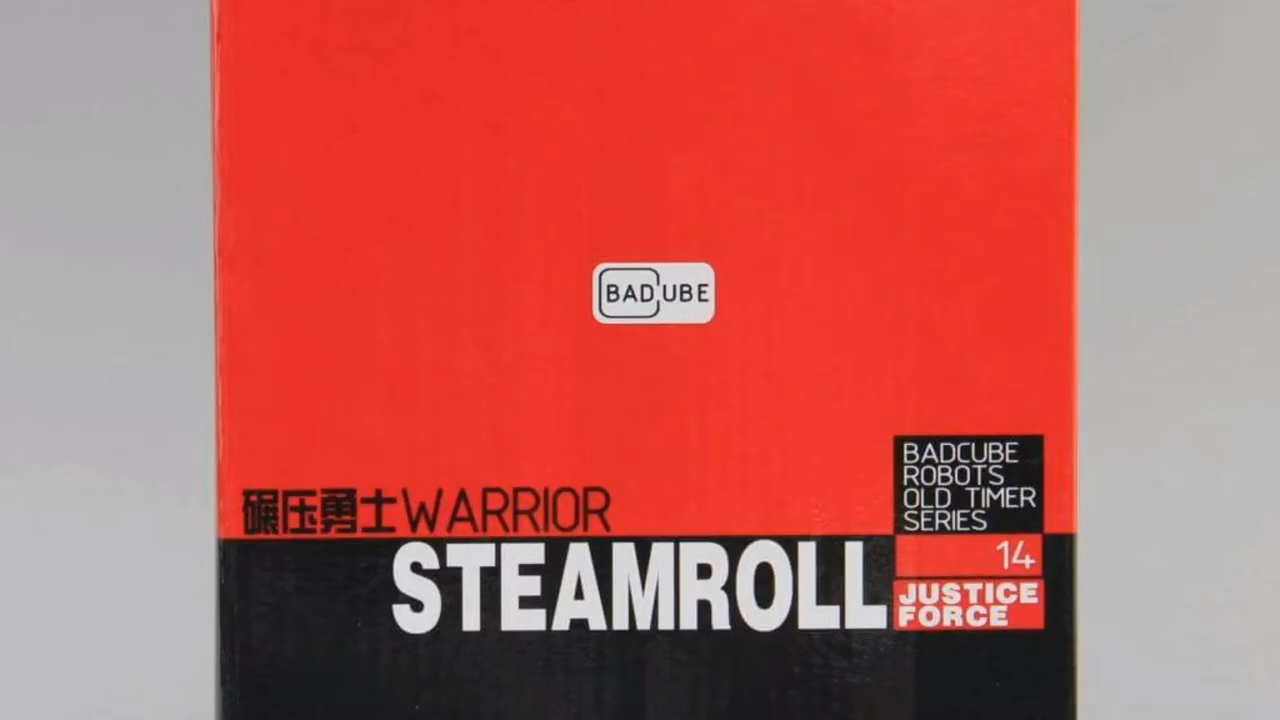 BADCUBE
碾压勇士WARRIOR
STEAMROLL
BADCUBE
ROBOTS
OLD TIMER
SERIES
14
JUSTICE
FORCE